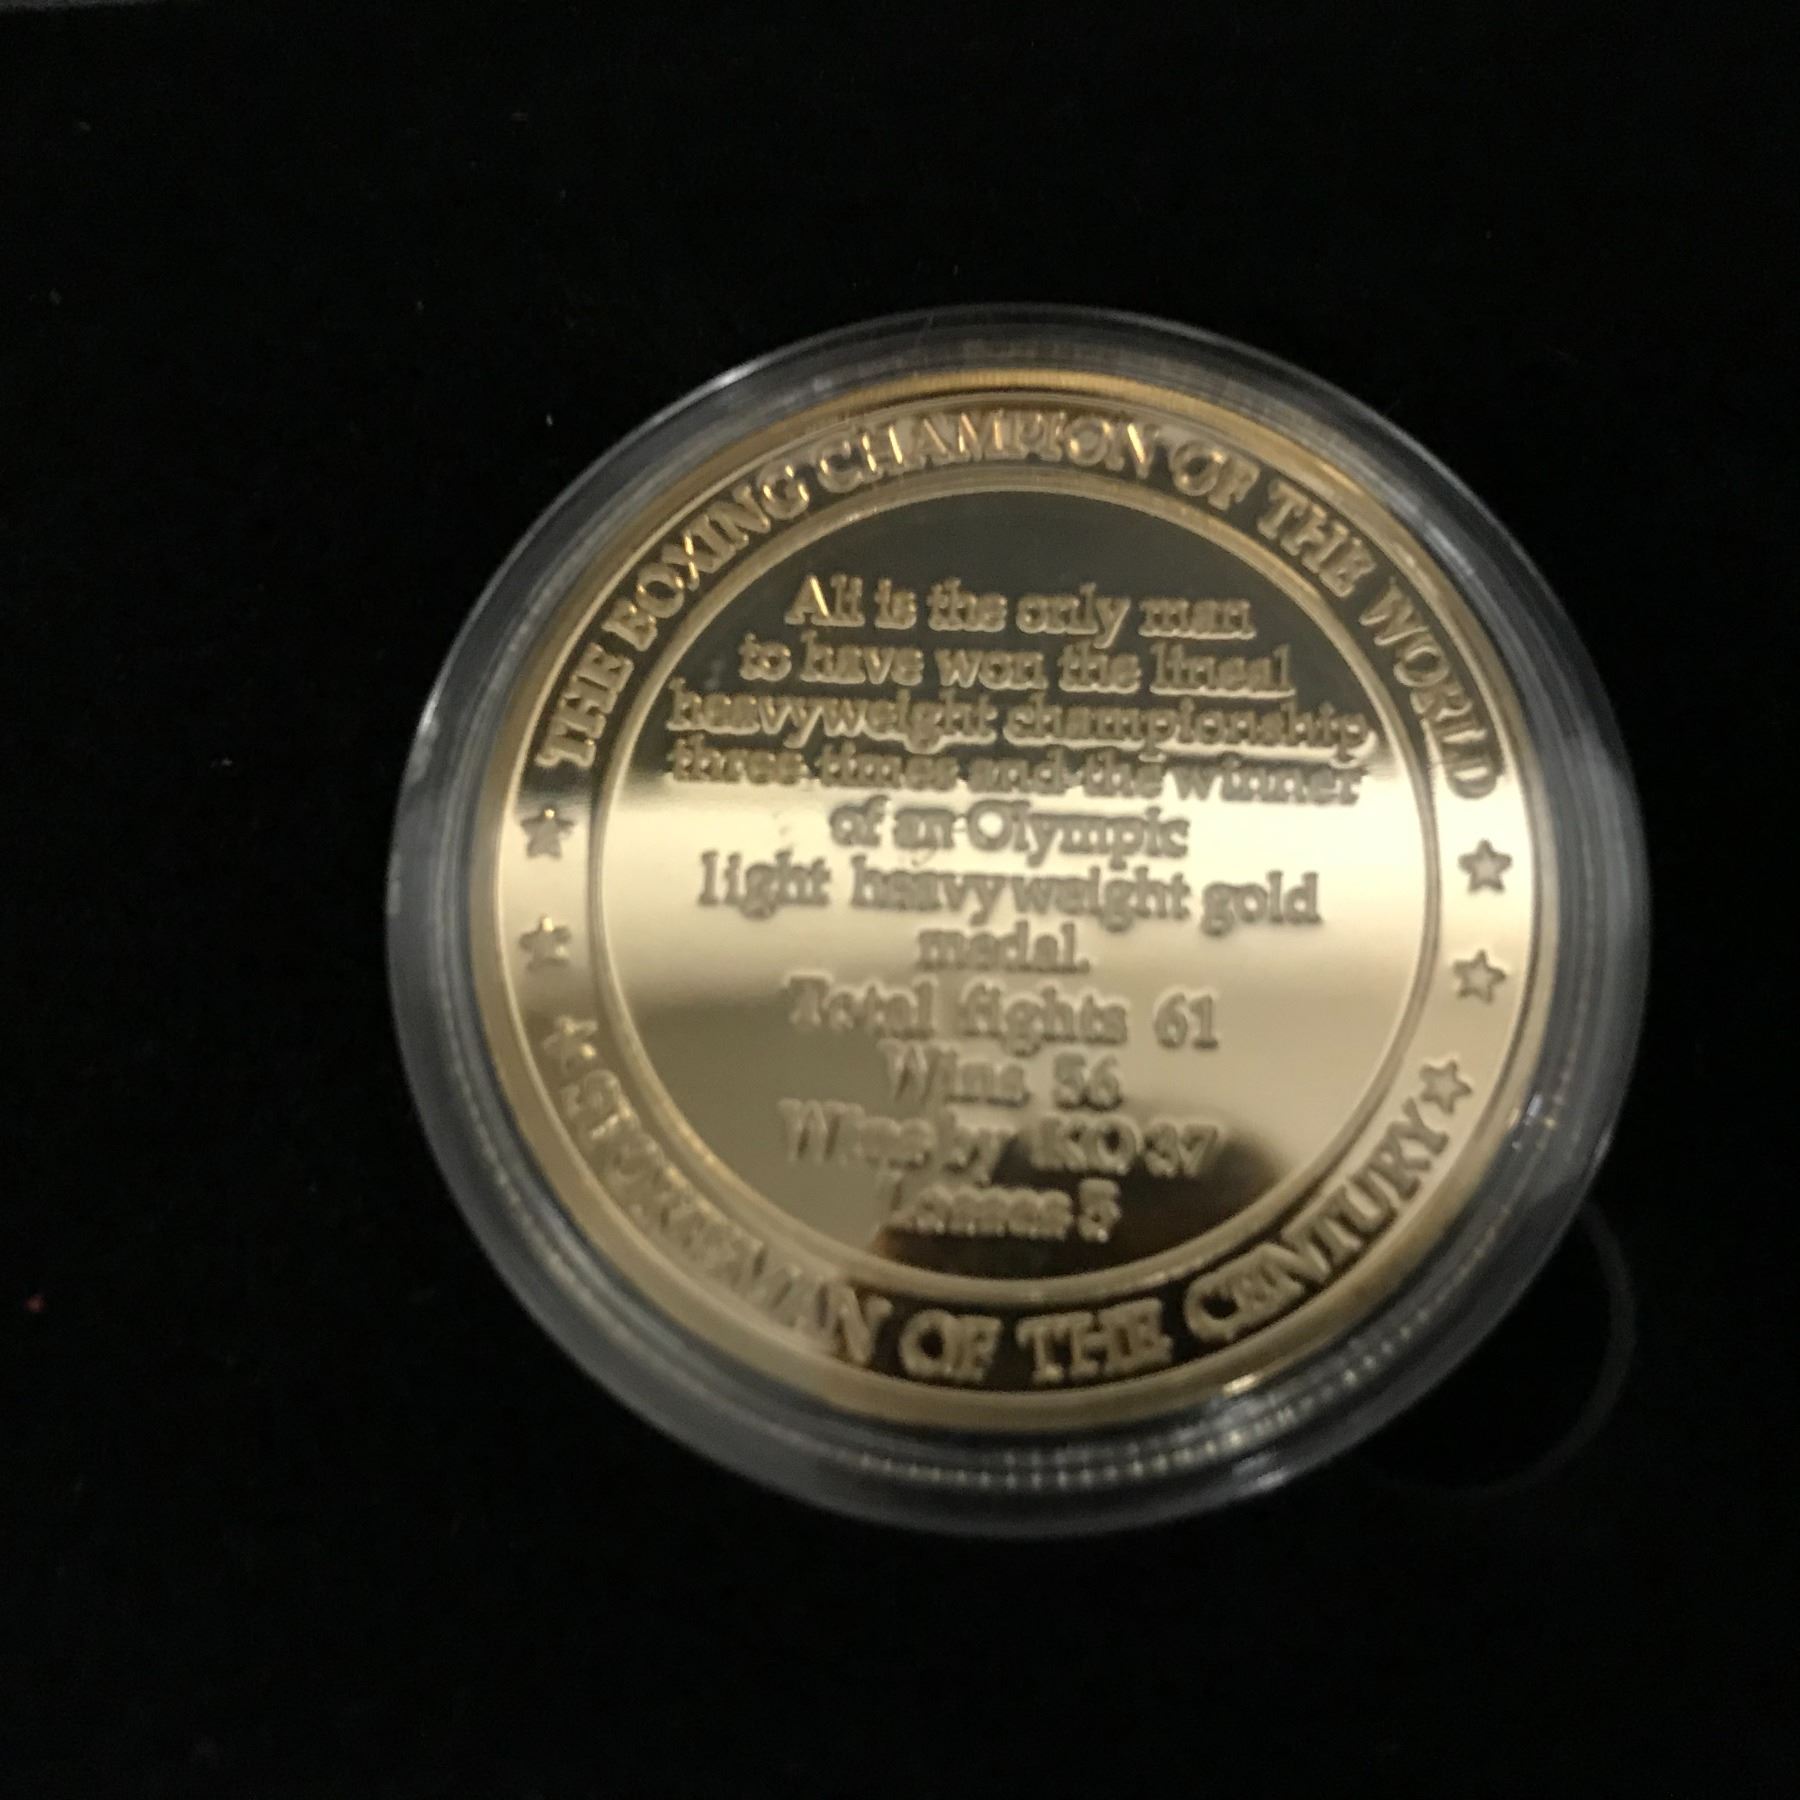 THE BOXING CHAMPION OF THE WORLD
Ali is the only man
to have won the lineal
heavyweight championship
three times and the winner
of an Olympic
light heavyweight gold
medal.
Total fights 61
Wins 56
Wins by KO 37
Losses 5
SPORTSMAN OF THE CENTURY